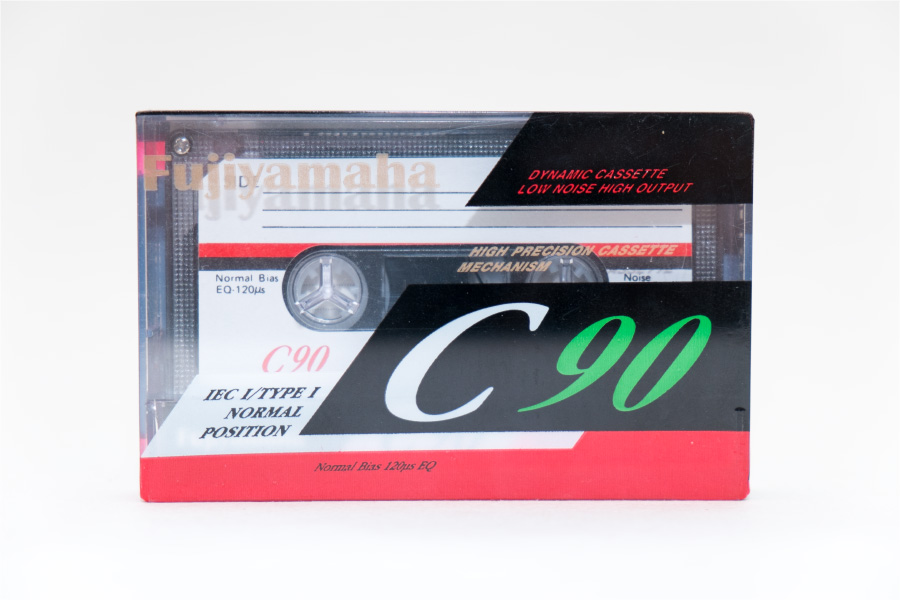 Fujiyamaha
DYNAMIC CASSETTE
LOW NOISE HIGH OUTPUT
HIGH PRECISION CASSETTE
MECHANISM
Normal Bias
EQ-120μs
Noise
C 90
C90
IEC I/TYPE I
NORMAL
POSITION
Normal Bias 120μs EQ